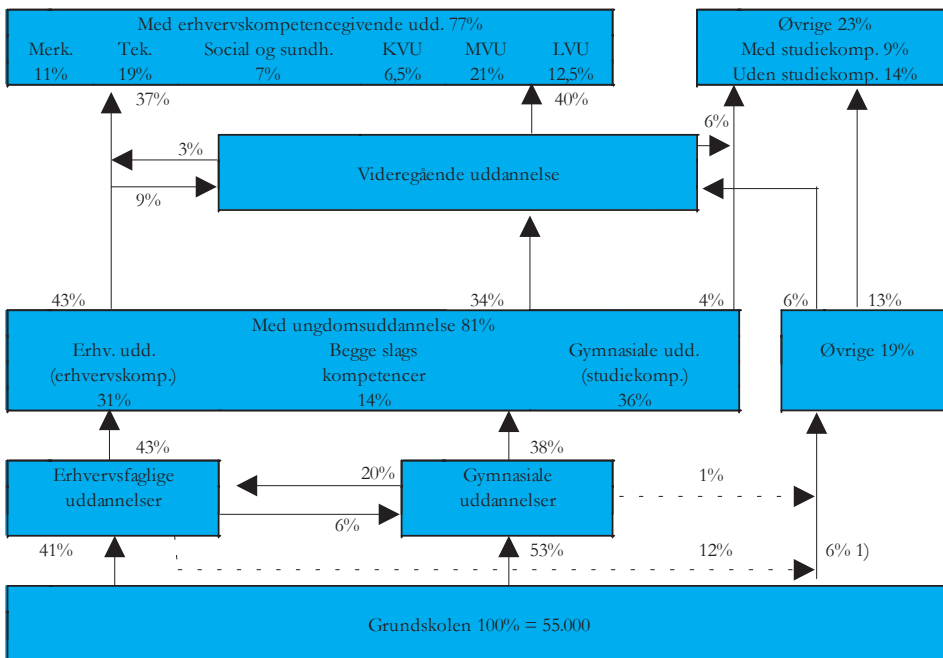 Med erhvervskompetencegivende udd. 77%
Merk. Tek. Social og sundh. KVU MVU LVU
11% 19% 7% 6,5% 21% 12,5%
Øvrige 23%
Med studiekomp. 9%
Uden studiekomp. 14%
37% 40%
6%
3%
Videregående uddannelse
9%
43% 34% 4% 6% 13%
Med ungdomsuddannelse 81%
Erhv. udd. Begge slags Gymnasiale udd.
(erhvervskomp.) kompetencer (studiekomp.)
31% 14% 36%
Øvrige 19%
43% 38%
Erhvervsfaglige
uddannelser
20%
Gymnasiale
uddannelser
1%
6%
41% 53% 12% 6% 1)
Grundskolen 100% = 55.000